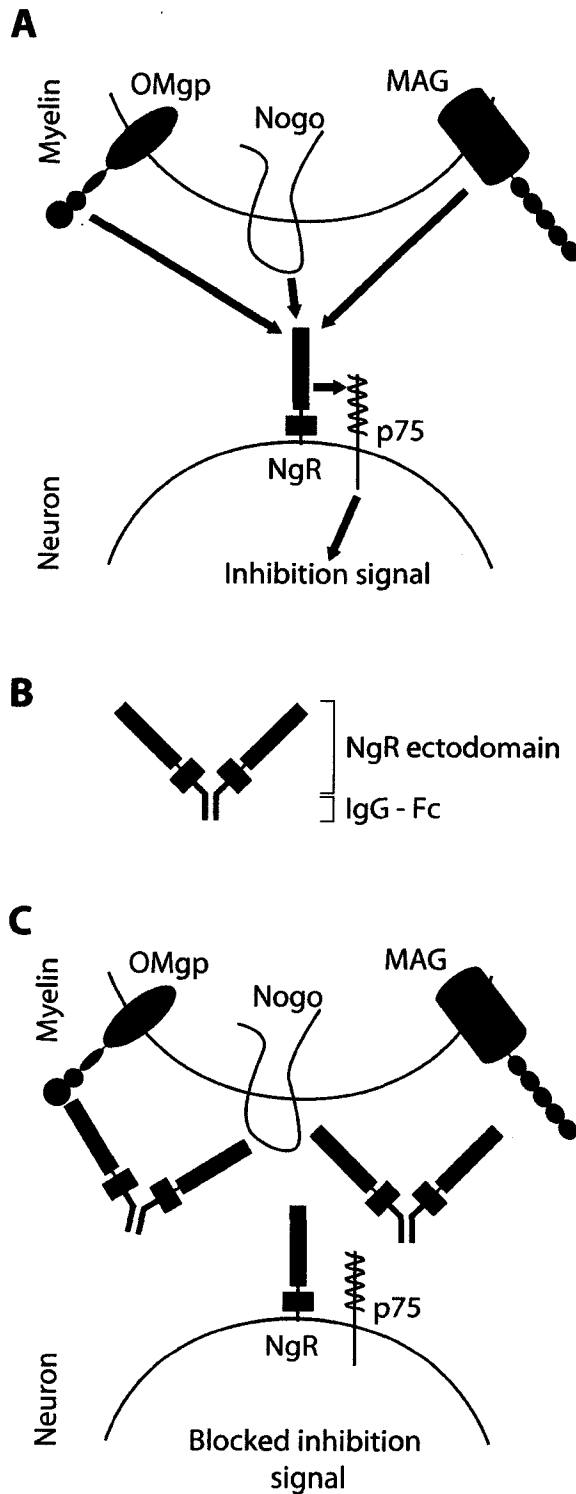 A
Myelin
OMgp
Nogo
MAG
NgR
p75
Neuron
Inhibition signal
B
NgR ectodomain
IgG - Fc
C
Myelin
OMgp
Nogo
MAG
NgR
p75
Neuron
Blocked inhibition
signal